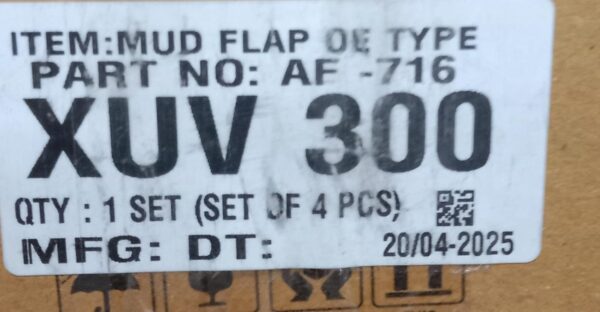 ITEM:MUD FLAP OE TYPE
PART NO: AF -716
XUV 300
QTY : 1 SET (SET OF 4 PCS)
MFG: DT: 20/04-2025